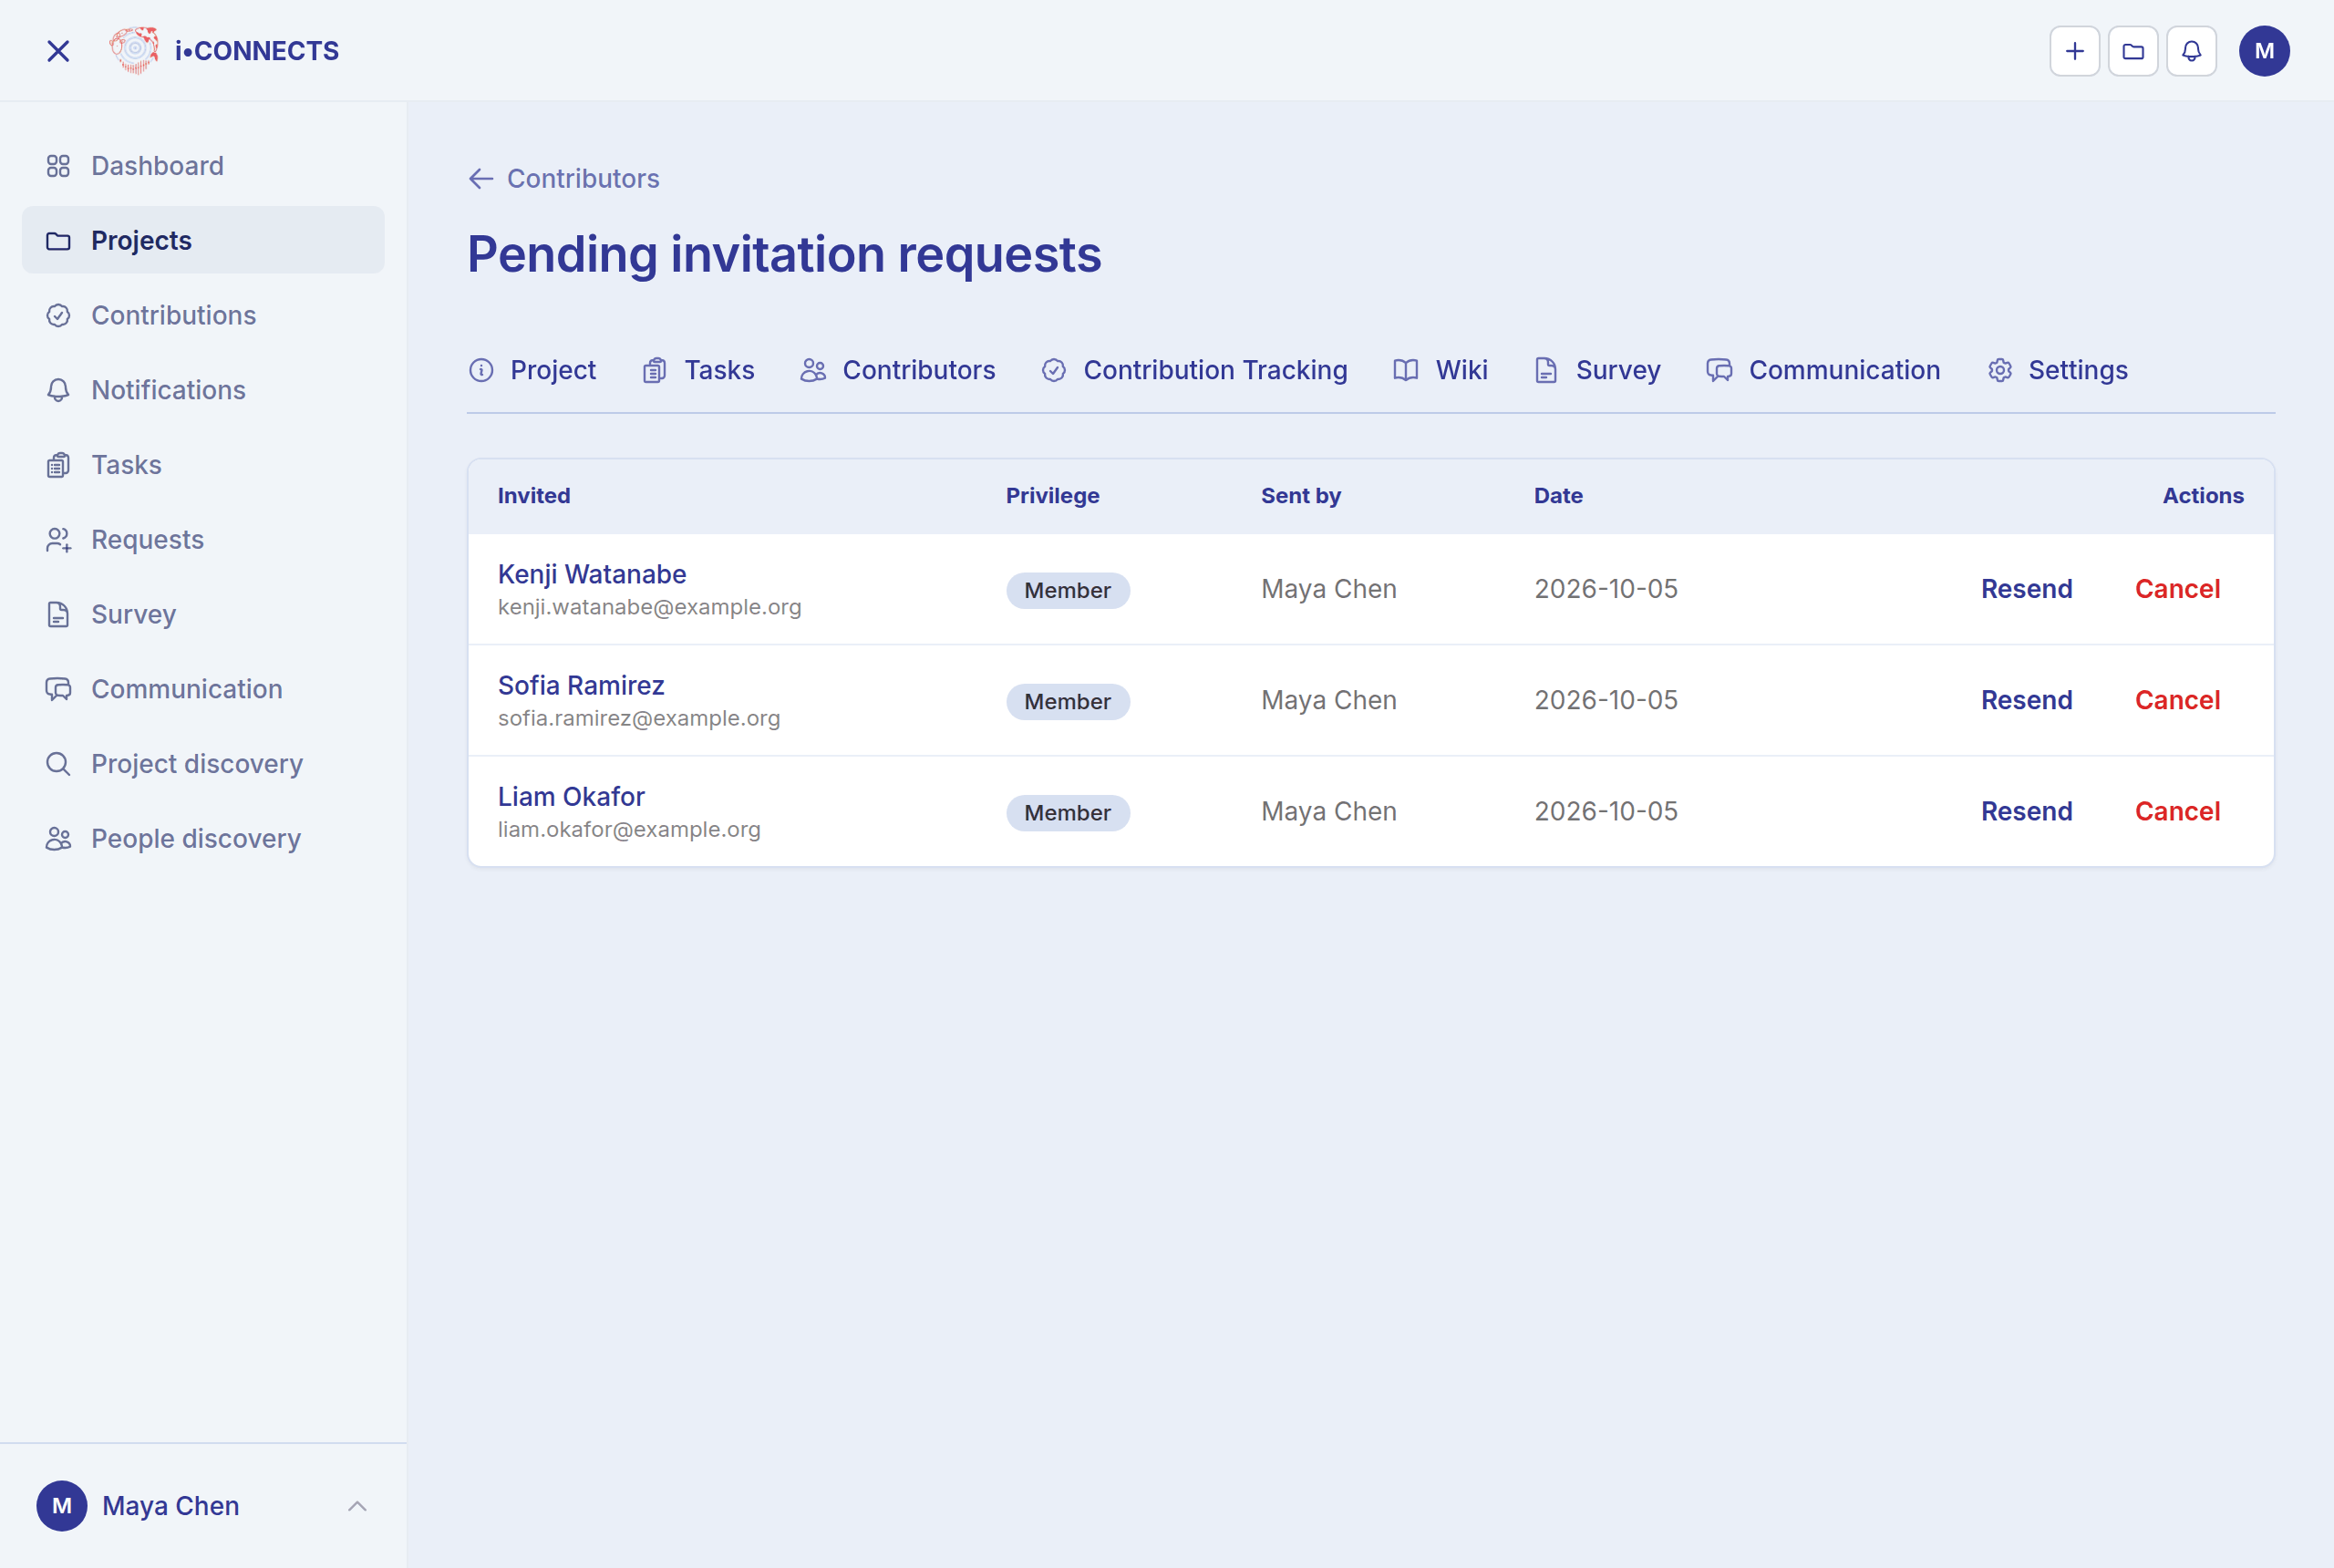 i•CONNECTS
M
Dashboard
Projects
Contributions
Notifications
Tasks
Requests
Survey
Communication
Project discovery
People discovery
M Maya Chen
Contributors
Pending invitation requests
Project Tasks Contributors Contribution Tracking Wiki Survey Communication Settings
Invited Privilege Sent by Date Actions
Kenji Watanabe
kenji.watanabe@example.org
Member Maya Chen 2026-10-05 Resend Cancel
Sofia Ramirez
sofia.ramirez@example.org
Member Maya Chen 2026-10-05 Resend Cancel
Liam Okafor
liam.okafor@example.org
Member Maya Chen 2026-10-05 Resend Cancel